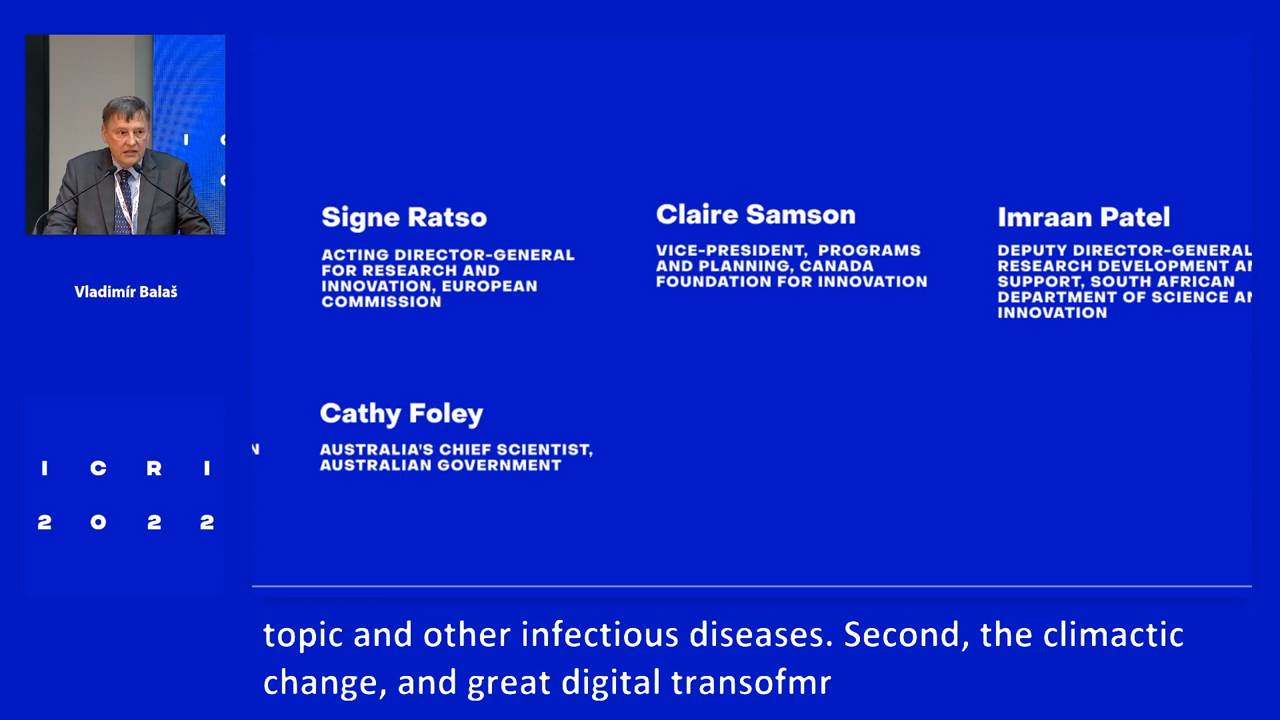 I C
C
Vladimír Balaš
I C R I
2 0 2 2
Signe Ratso
ACTING DIRECTOR-GENERAL
FOR RESEARCH AND
INNOVATION, EUROPEAN
COMMISSION
Claire Samson
VICE-PRESIDENT, PROGRAMS
AND PLANNING, CANADA
FOUNDATION FOR INNOVATION
Imraan Patel
DEPUTY DIRECTOR-GENERAL
RESEARCH DEVELOPMENT AN
SUPPORT, SOUTH AFRICAN
DEPARTMENT OF SCIENCE AN
INNOVATION
N
Cathy Foley
AUSTRALIA'S CHIEF SCIENTIST,
AUSTRALIAN GOVERNMENT
topic and other infectious diseases. Second, the climactic
change, and great digital transofmr